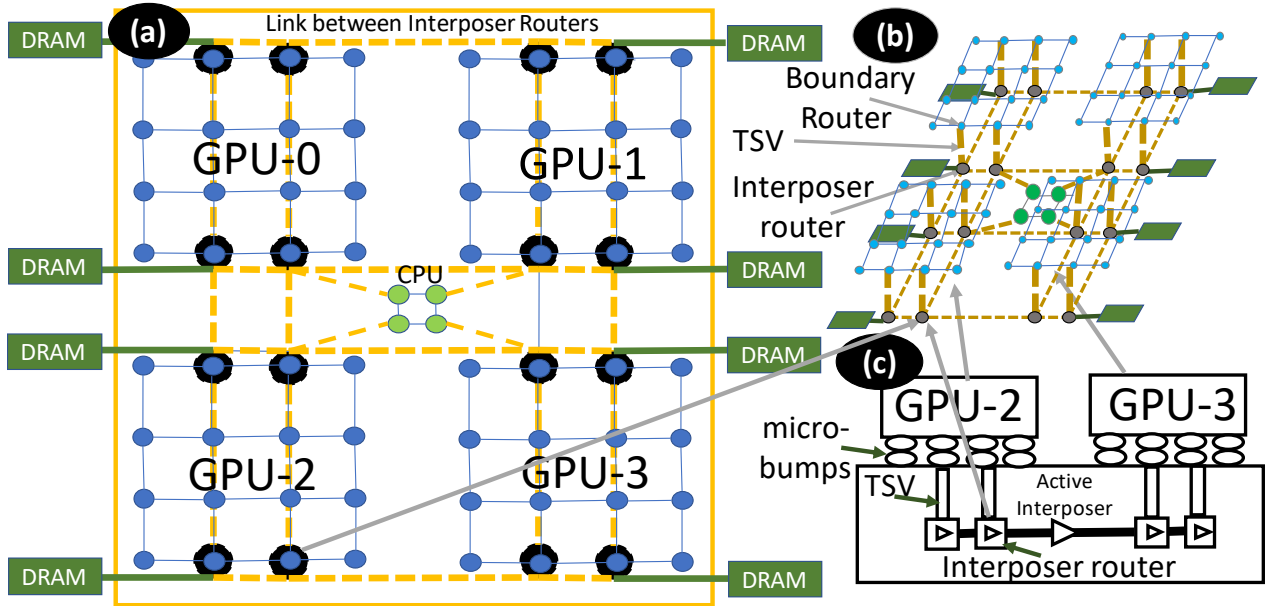 (a)
Link between Interposer Routers
DRAM
DRAM
GPU-0
GPU-1
DRAM
DRAM
CPU
DRAM
DRAM
GPU-2
GPU-3
DRAM
DRAM
(b)
Boundary
Router
TSV
Interposer
router
(c)
GPU-2
GPU-3
micro-
bumps
TSV
Active
Interposer
Interposer router